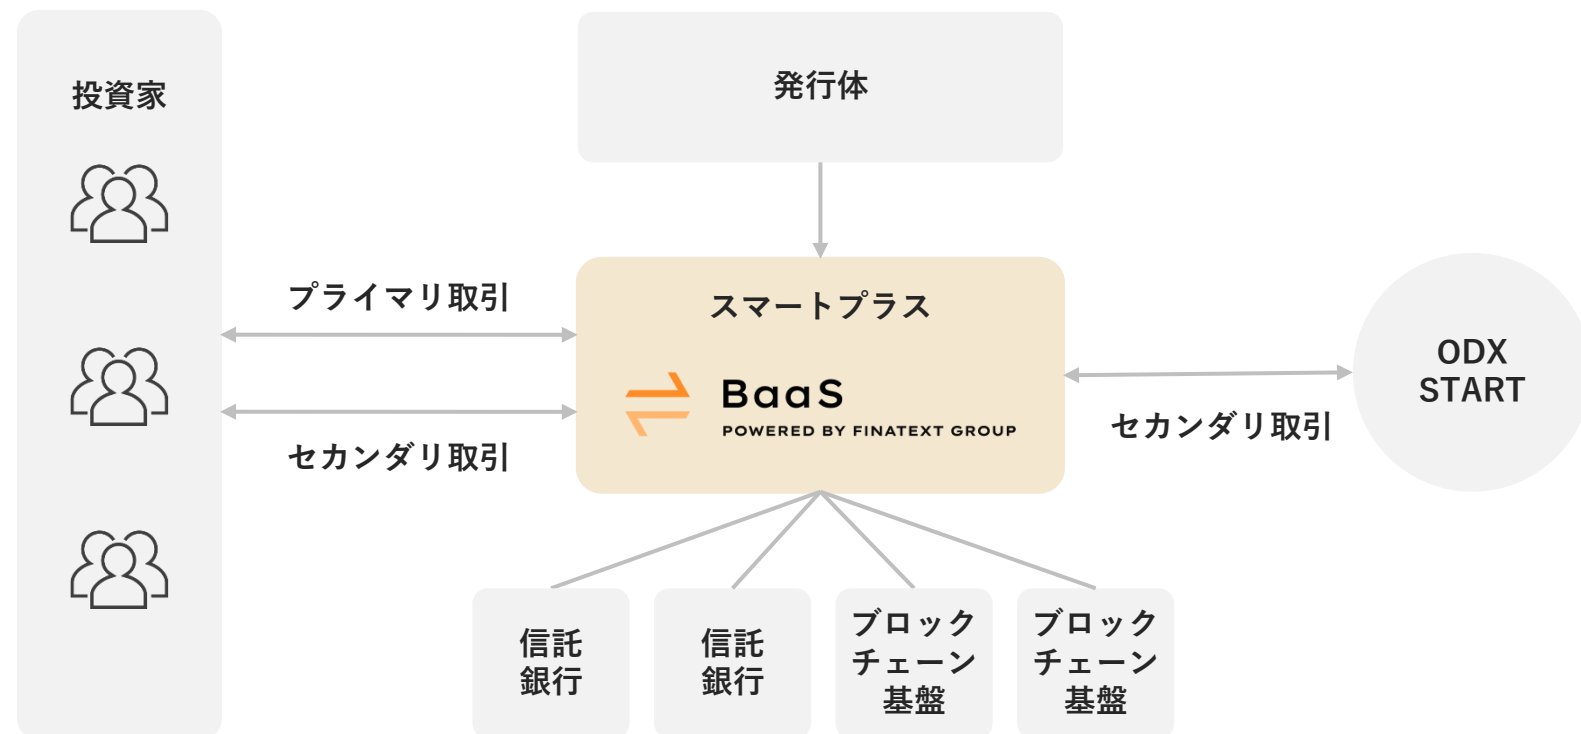 投資家
発行体
プライマリ取引
セカンダリ取引
スマートプラス
BaaS
POWERED BY FINATEXT GROUP
セカンダリ取引
ODX
START
信託
銀行
信託
銀行
ブロック
チェーン
基盤
ブロック
チェーン
基盤